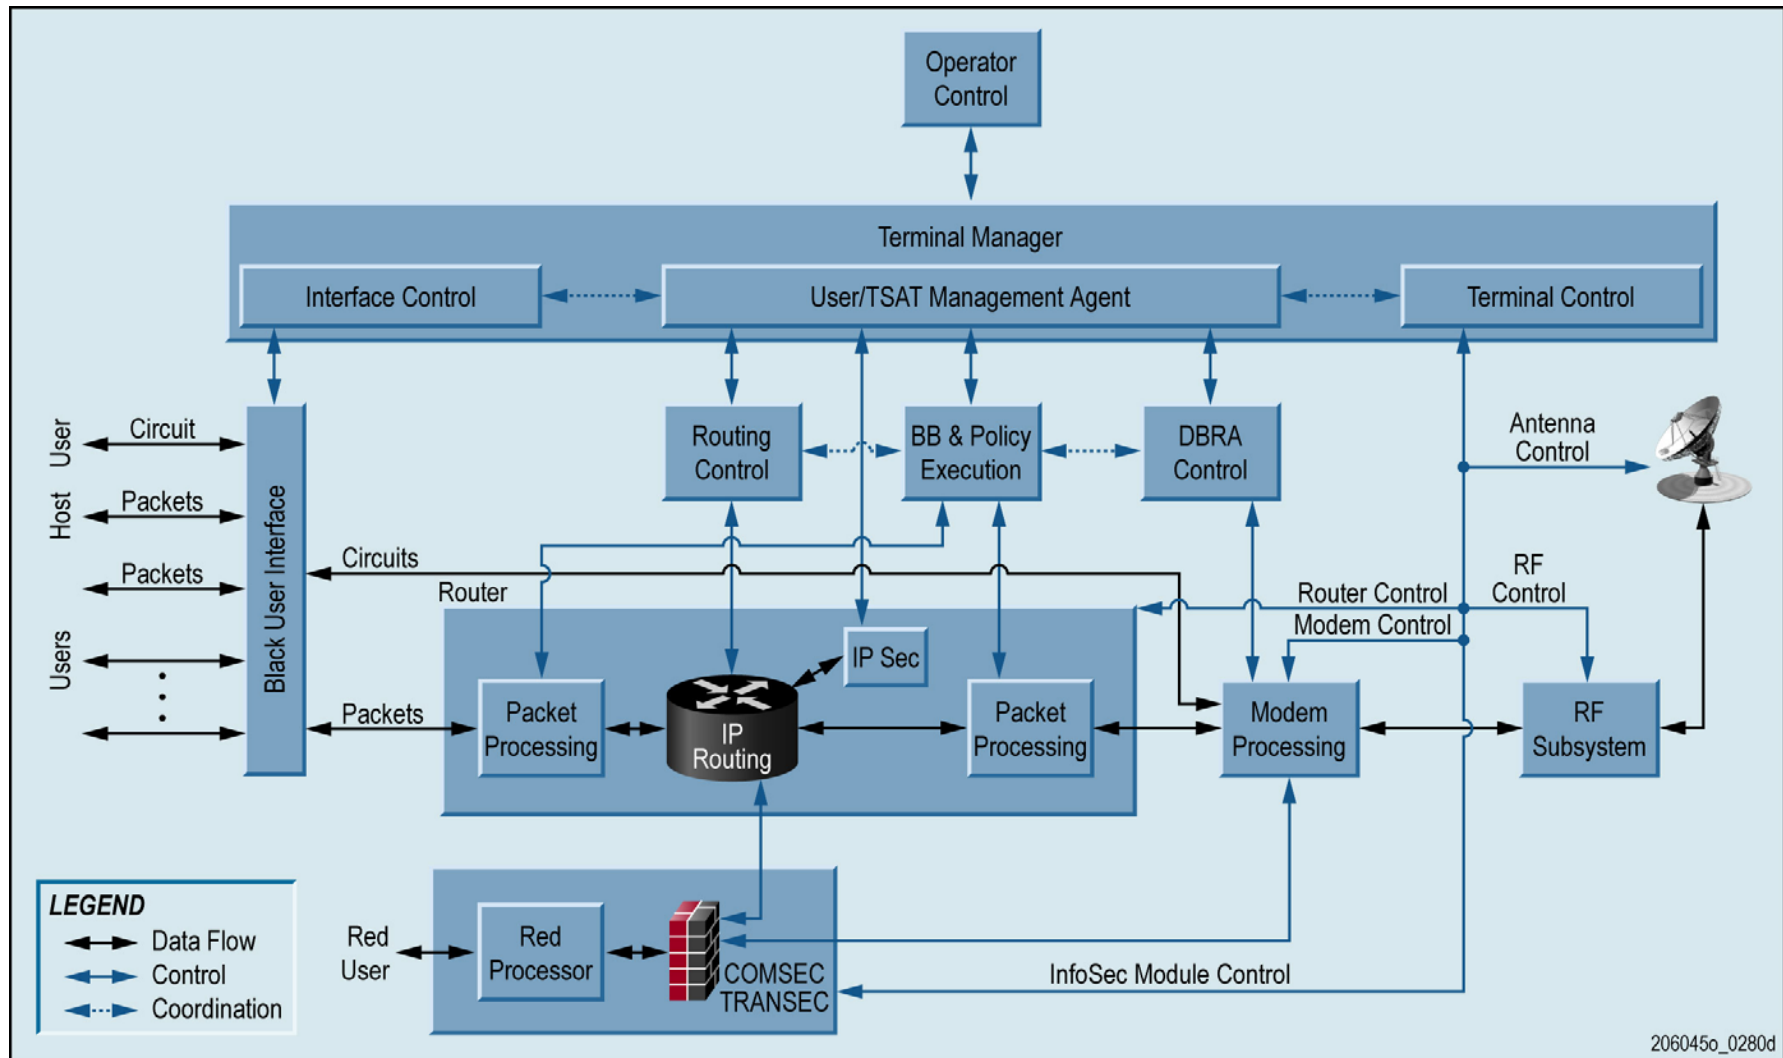 Operator
Control
Terminal Manager
Interface Control
User/TSAT Management Agent
Terminal Control
User
Host
Users
Circuit
Packets
Packets
Black User Interface
Routing
Control
BB & Policy
Execution
DBRA
Control
Antenna
Control
Circuits
Router
Router Control
Modem Control
RF
Control
IP Sec
Packets
Packet
Processing
IP
Routing
Packet
Processing
Modem
Processing
RF
Subsystem
LEGEND
Data Flow
Control
Coordination
Red
User
Red
Processor
COMSEC
TRANSEC
InfoSec Module Control
206045o_0280d